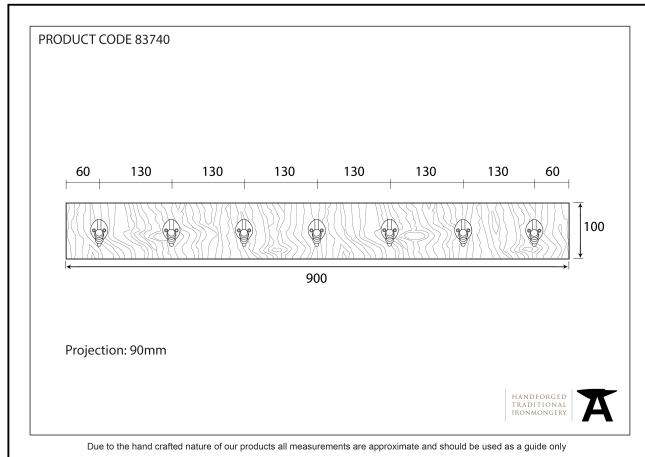 PRODUCT CODE 83740
60 130 130 130 130 130 130 60
100
900
Projection: 90mm
HANDFORGED
TRADITIONAL
IRONMONGERY
Due to the hand crafted nature of our products all measurements are approximate and should be used as a guide only